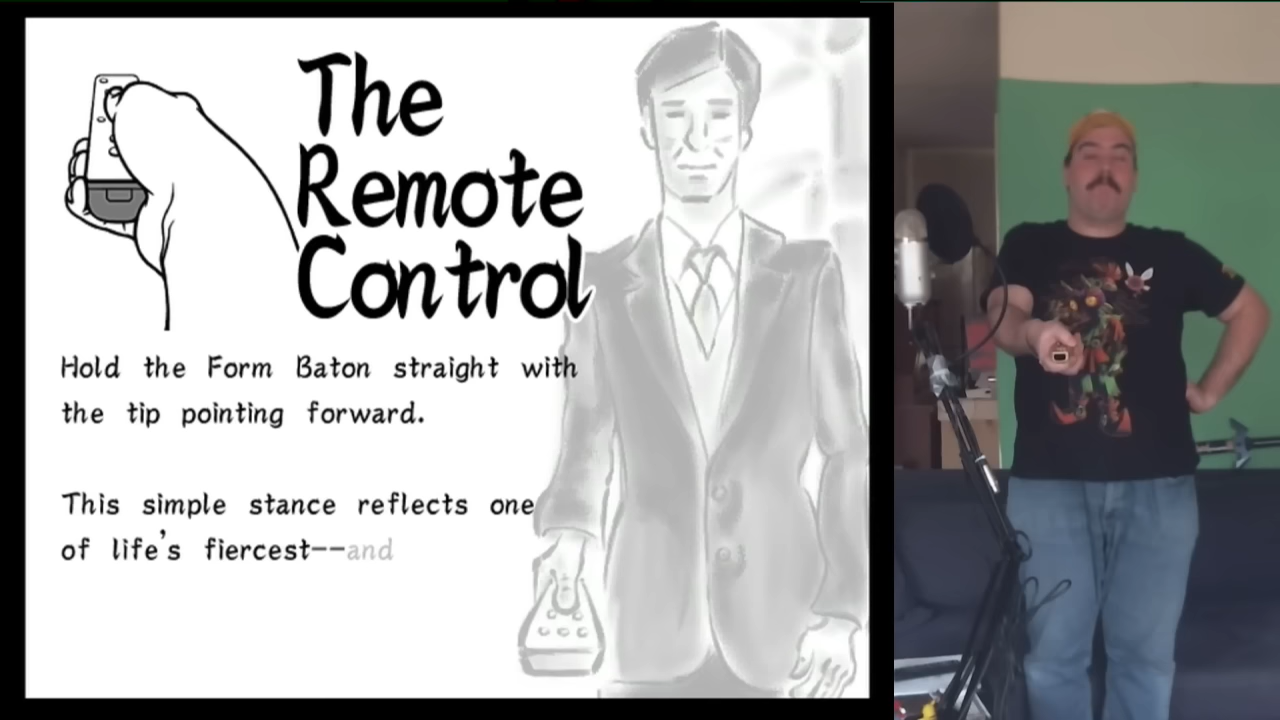 The
Remote
Control
Hold the Form Baton straight with
the tip pointing forward.
This simple stance reflects one
of life's fiercest--and